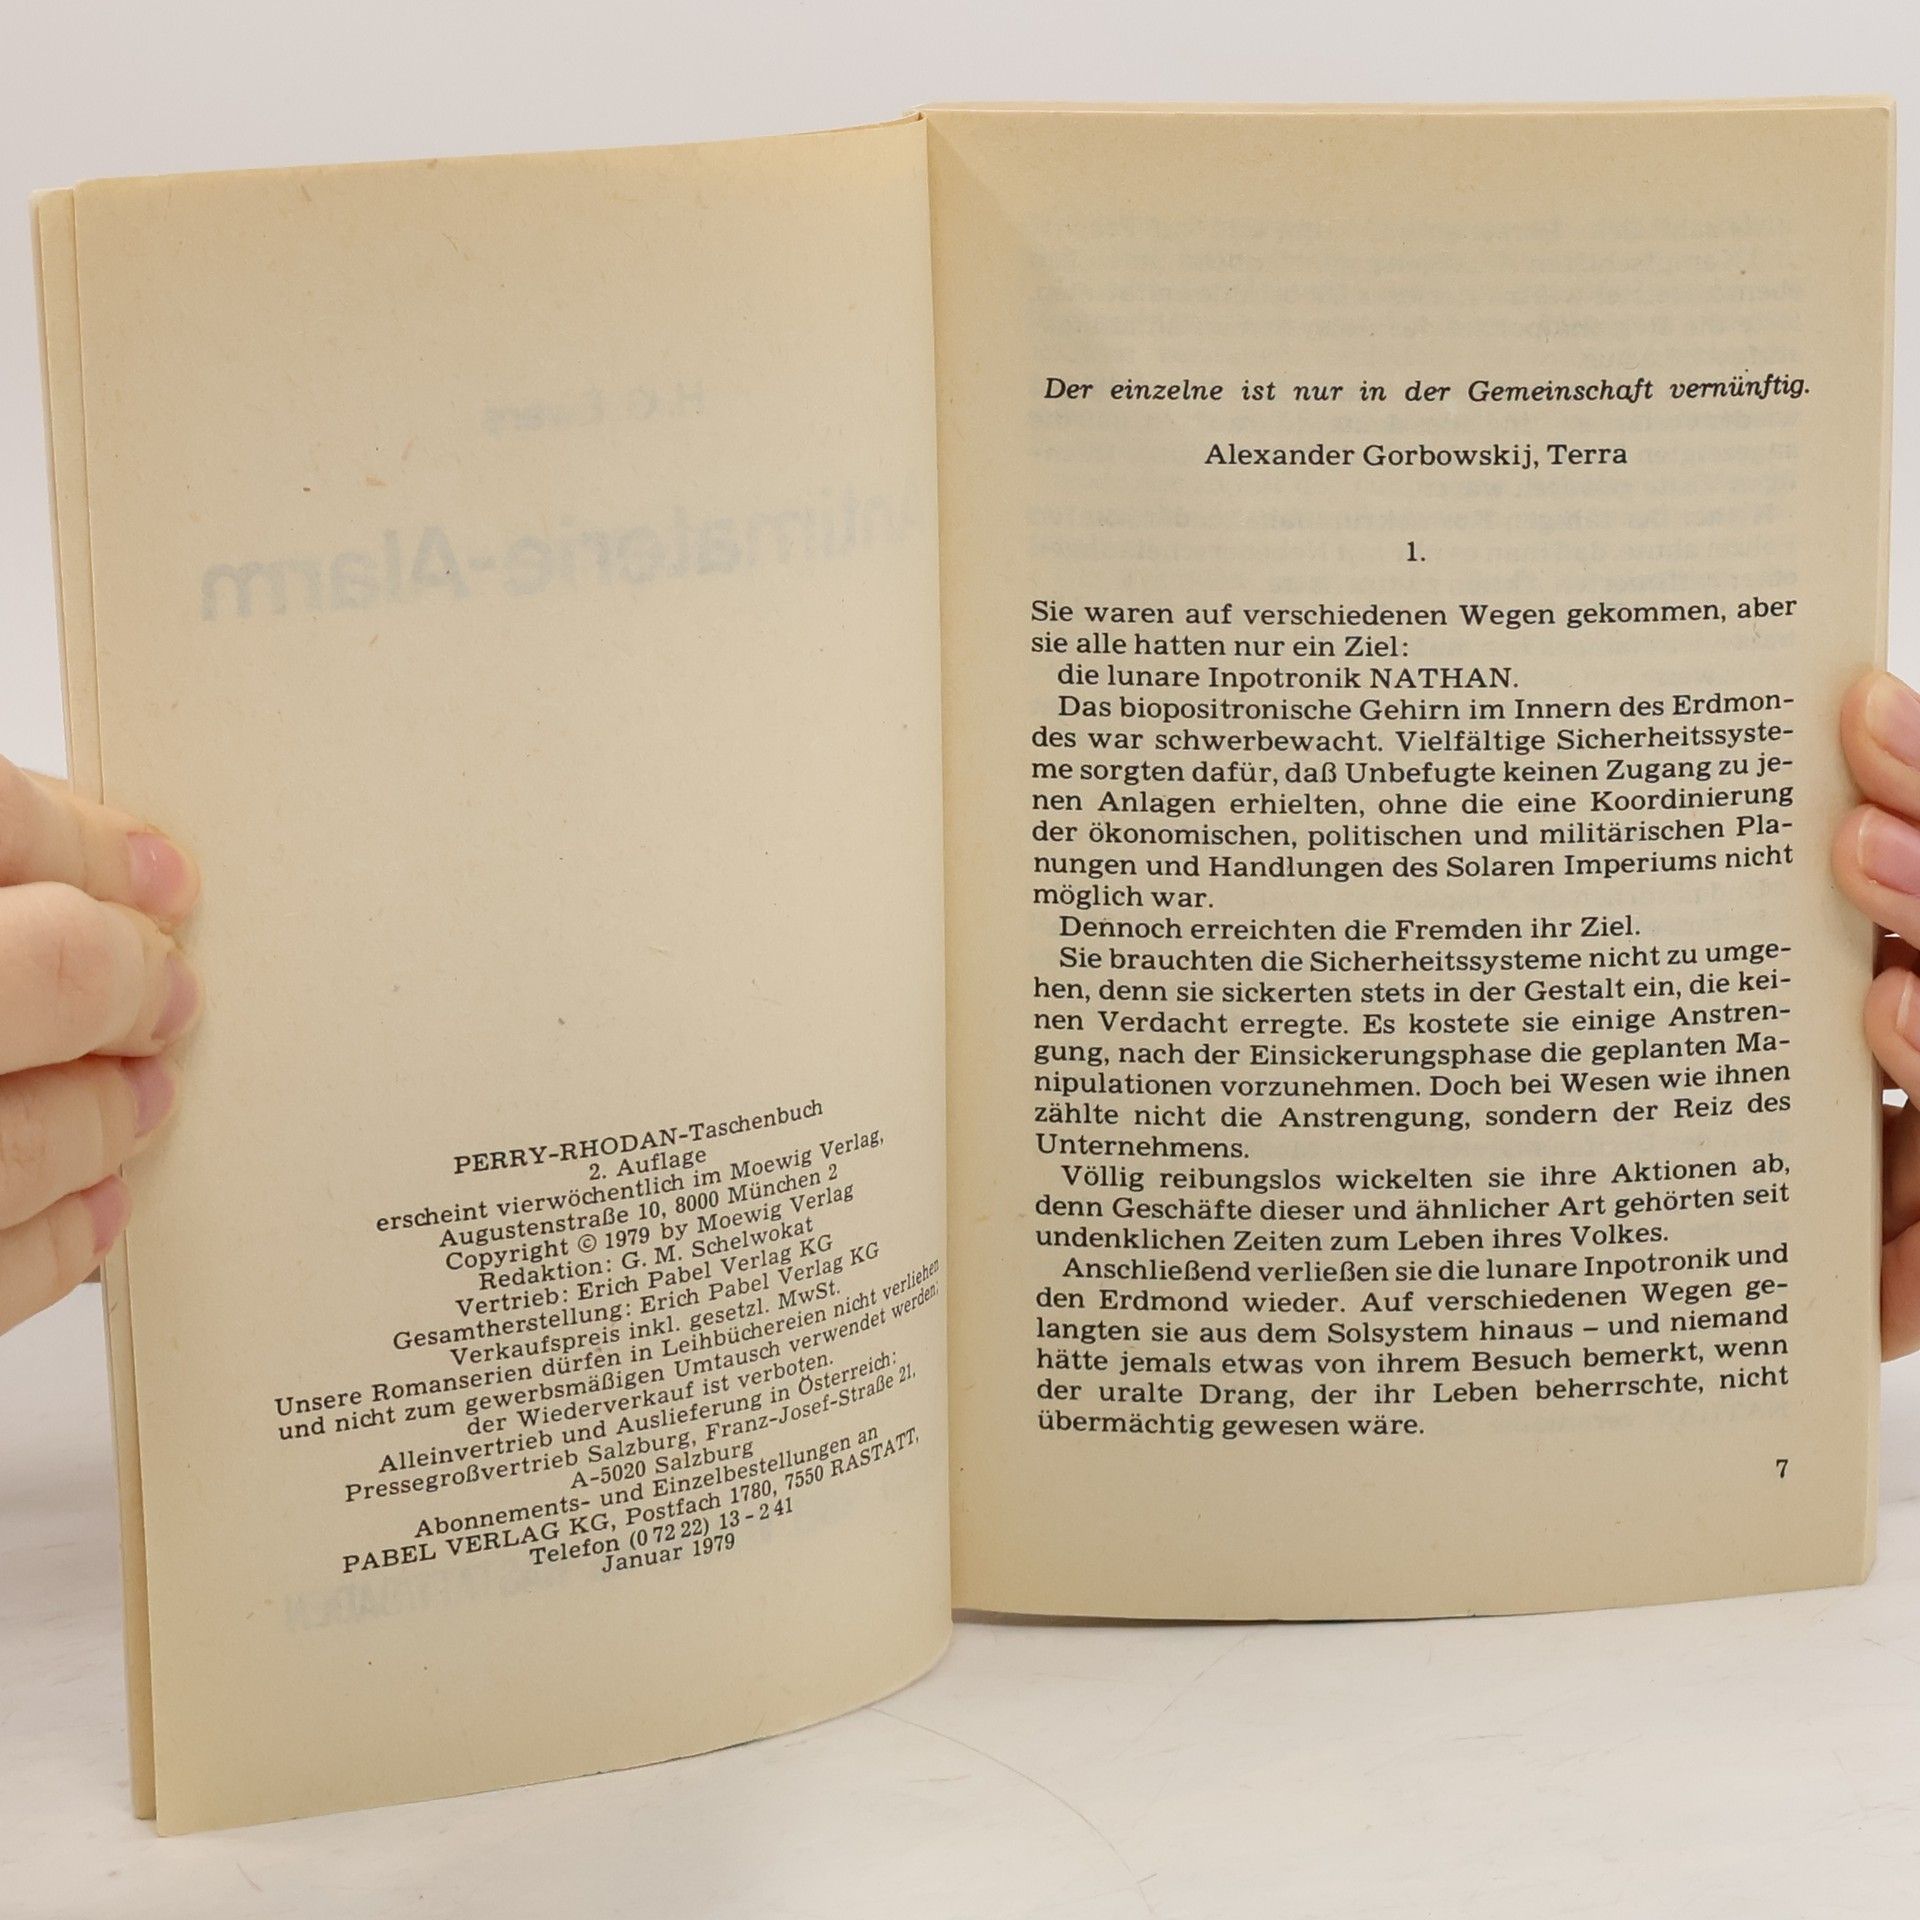 PERRY-RHODAN-Taschenbuch
2. Auflage
erscheint vierwöchentlich im Moewig Verlag,
Augustenstraße 10, 8000 München 2
Copyright © 1979 by Moewig Verlag
Redaktion: G. M. Schelwokat
Vertrieb: Erich Pabel Verlag KG
Gesamtherstellung: Erich Pabel Verlag KG
Verkaufspreis inkl. gesetzl. MwSt.
Unsere Romanserien dürfen in Leihbüchereien nicht verliehen
und nicht zum gewerbsmäßigen Umtausch verwendet werden;
der Wiederverkauf ist verboten.
Alleinvertrieb und Auslieferung in Österreich:
Pressegroßvertrieb Salzburg, Franz-Josef-Straße 21,
A-5020 Salzburg
Abonnements- und Einzelbestellungen an
PABEL VERLAG KG, Postfach 1780, 7550 RASTATT,
Telefon (0 72 22) 13 - 2 41
Januar 1979
Der einzelne ist nur in der Gemeinschaft vernünftig.
Alexander Gorbowskij, Terra
1.
Sie waren auf verschiedenen Wegen gekommen, aber
sie alle hatten nur ein Ziel:
die lunare Inpotronik NATHAN.
Das biopositronische Gehirn im Innern des Erdmon-
des war schwerbewacht. Vielfältige Sicherheitssyste-
me sorgten dafür, daß Unbefugte keinen Zugang zu je-
nen Anlagen erhielten, ohne die eine Koordinierung
der ökonomischen, politischen und militärischen Pla-
nungen und Handlungen des Solaren Imperiums nicht
möglich war.
Dennoch erreichten die Fremden ihr Ziel.
Sie brauchten die Sicherheitssysteme nicht zu umge-
hen, denn sie sickerten stets in der Gestalt ein, die kei-
nen Verdacht erregte. Es kostete sie einige Anstren-
gung, nach der Einsickerungsphase die geplanten Ma-
nipulationen vorzunehmen. Doch bei Wesen wie ihnen
zählte nicht die Anstrengung, sondern der Reiz des
Unternehmens.
Völlig reibungslos wickelten sie ihre Aktionen ab,
denn Geschäfte dieser und ähnlicher Art gehörten seit
undenklichen Zeiten zum Leben ihres Volkes.
Anschließend verließen sie die lunare Inpotronik und
den Erdmond wieder. Auf verschiedenen Wegen ge-
langten sie aus dem Solsystem hinaus – und niemand
hätte jemals etwas von ihrem Besuch bemerkt, wenn
der uralte Drang, der ihr Leben beherrschte, nicht
übermächtig gewesen wäre.
7